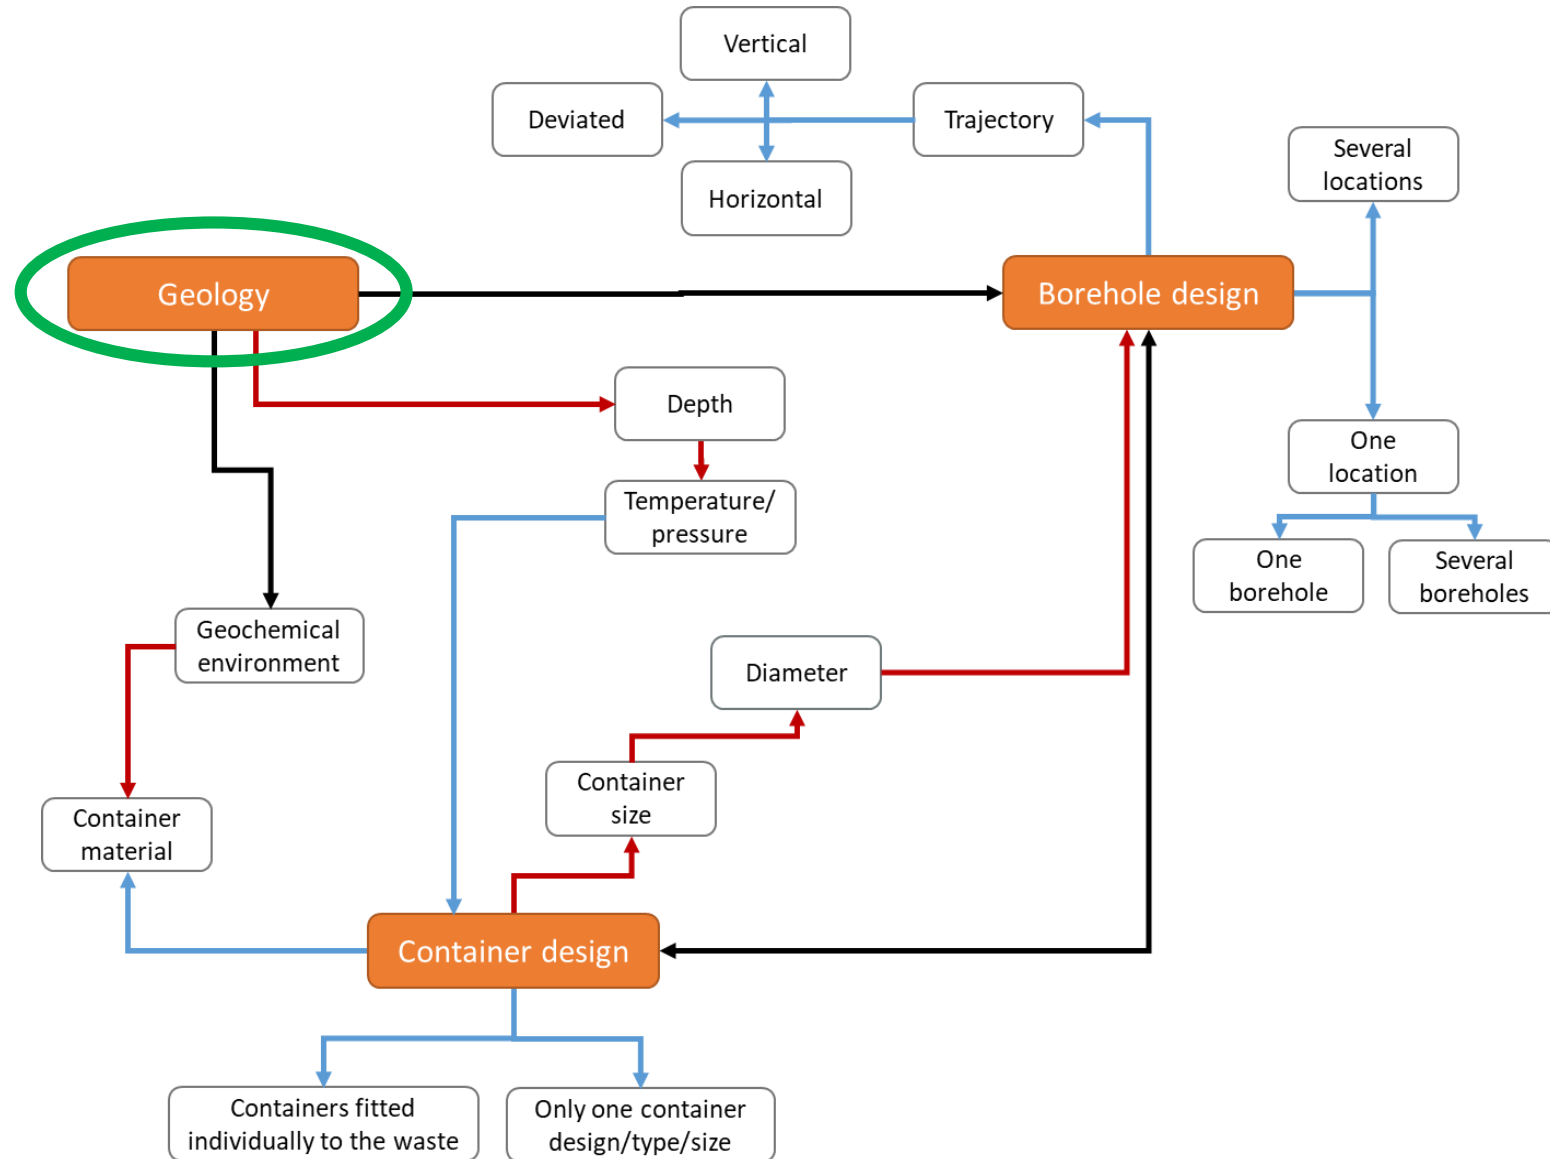 Vertical
Deviated
Trajectory
Horizontal
Several
locations
Geology
Borehole design
Depth
One
location
Temperature/
pressure
One
borehole
Several
boreholes
Geochemical
environment
Diameter
Container
size
Container
material
Container design
Containers fitted
individually to the waste
Only one container
design/type/size